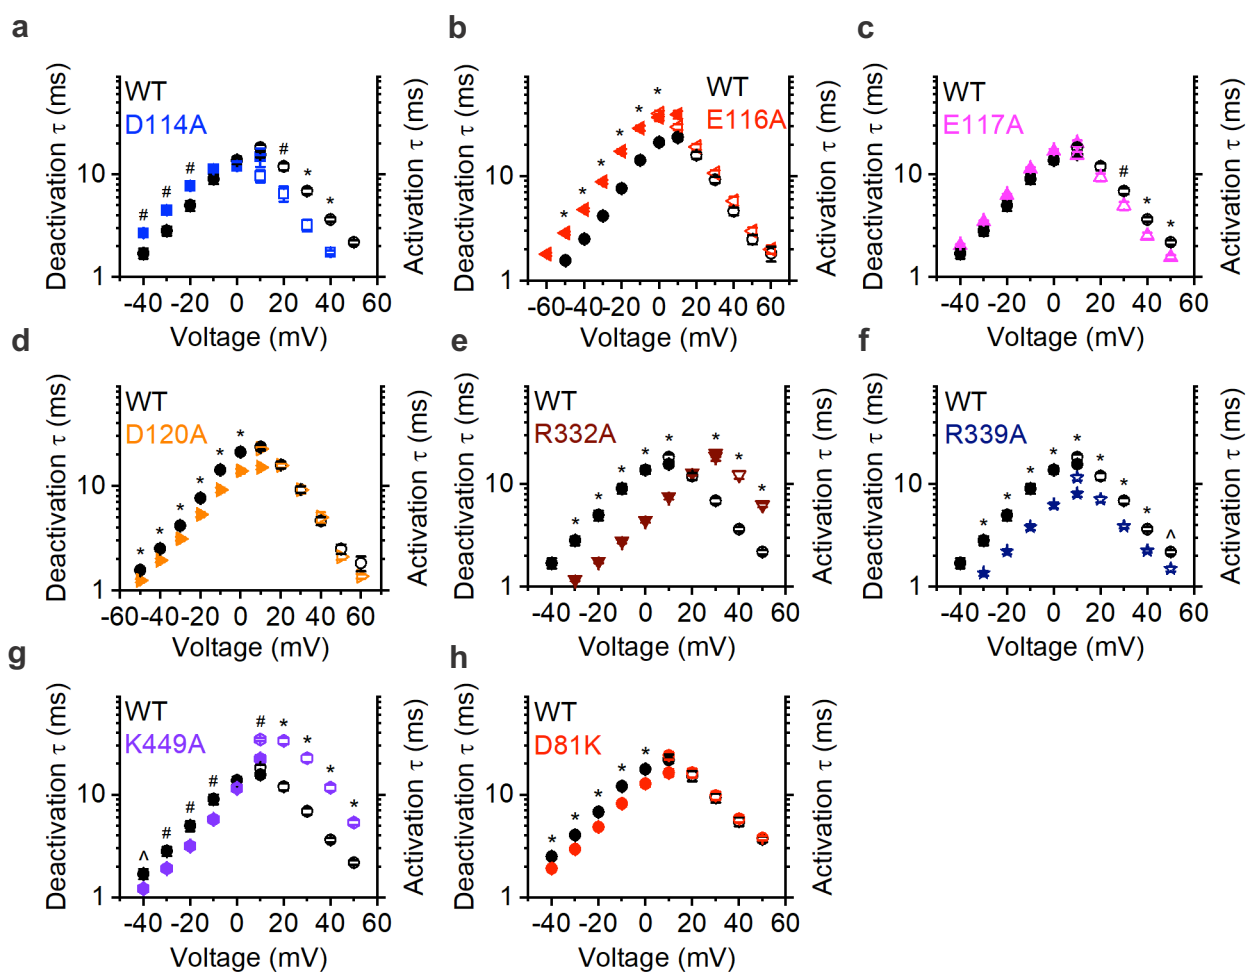 a
Deactivation τ (ms)
WT
D114A
# # # # * *
10
1
-40 -20 0 20 40 60
Voltage (mV)
Activation τ (ms)
b
Deactivation τ (ms)
WT
E116A
* * * * * *
10
1
-60 -40 -20 0 20 40 60
Voltage (mV)
Activation τ (ms)
c
Deactivation τ (ms)
WT
E117A
# * *
10
1
-40 -20 0 20 40 60
Voltage (mV)
Activation τ (ms)
d
Deactivation τ (ms)
WT
D120A
* * * * * *
10
1
-60 -40 -20 0 20 40 60
Voltage (mV)
Activation τ (ms)
e
Deactivation τ (ms)
WT
R332A
* * * * * * * *
10
1
-40 -20 0 20 40 60
Voltage (mV)
Activation τ (ms)
f
Deactivation τ (ms)
WT
R339A
* * * * * * * * ^
10
1
-40 -20 0 20 40 60
Voltage (mV)
Activation τ (ms)
g
Deactivation τ (ms)
WT
K449A
^ # # # # * * * *
10
1
-40 -20 0 20 40 60
Voltage (mV)
Activation τ (ms)
h
Deactivation τ (ms)
WT
D81K
* * * * *
10
1
-40 -20 0 20 40 60
Voltage (mV)
Activation τ (ms)